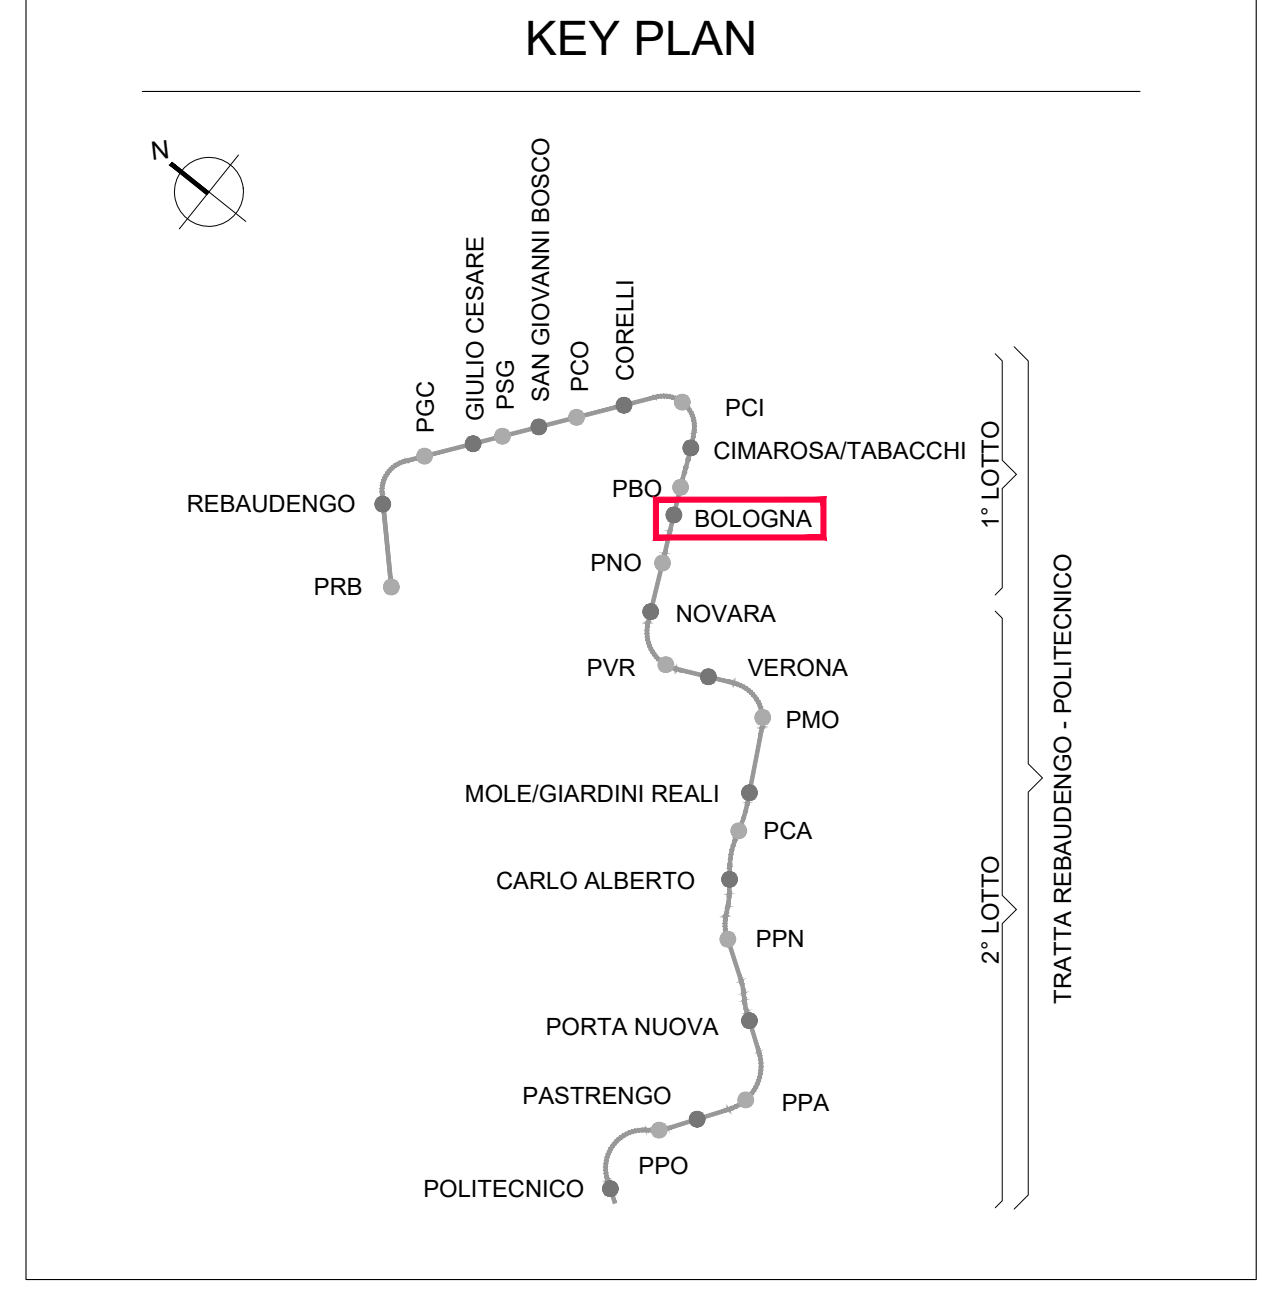 KEY PLAN
N
SAN GIOVANNI BOSCO
GIULIO CESARE
CORELLI
PCO
PSG
PGC
PCI
CIMAROSA/TABACCHI
1° LOTTO
PBO
REBAUDENGO
BOLOGNA
PNO
PRB
NOVARA
TRATTA REBAUDENGO - POLITECNICO
PVR
VERONA
PMO
MOLE/GIARDINI REALI
PCA
CARLO ALBERTO
2° LOTTO
PPN
PORTA NUOVA
PASTRENGO
PPA
PPO
POLITECNICO